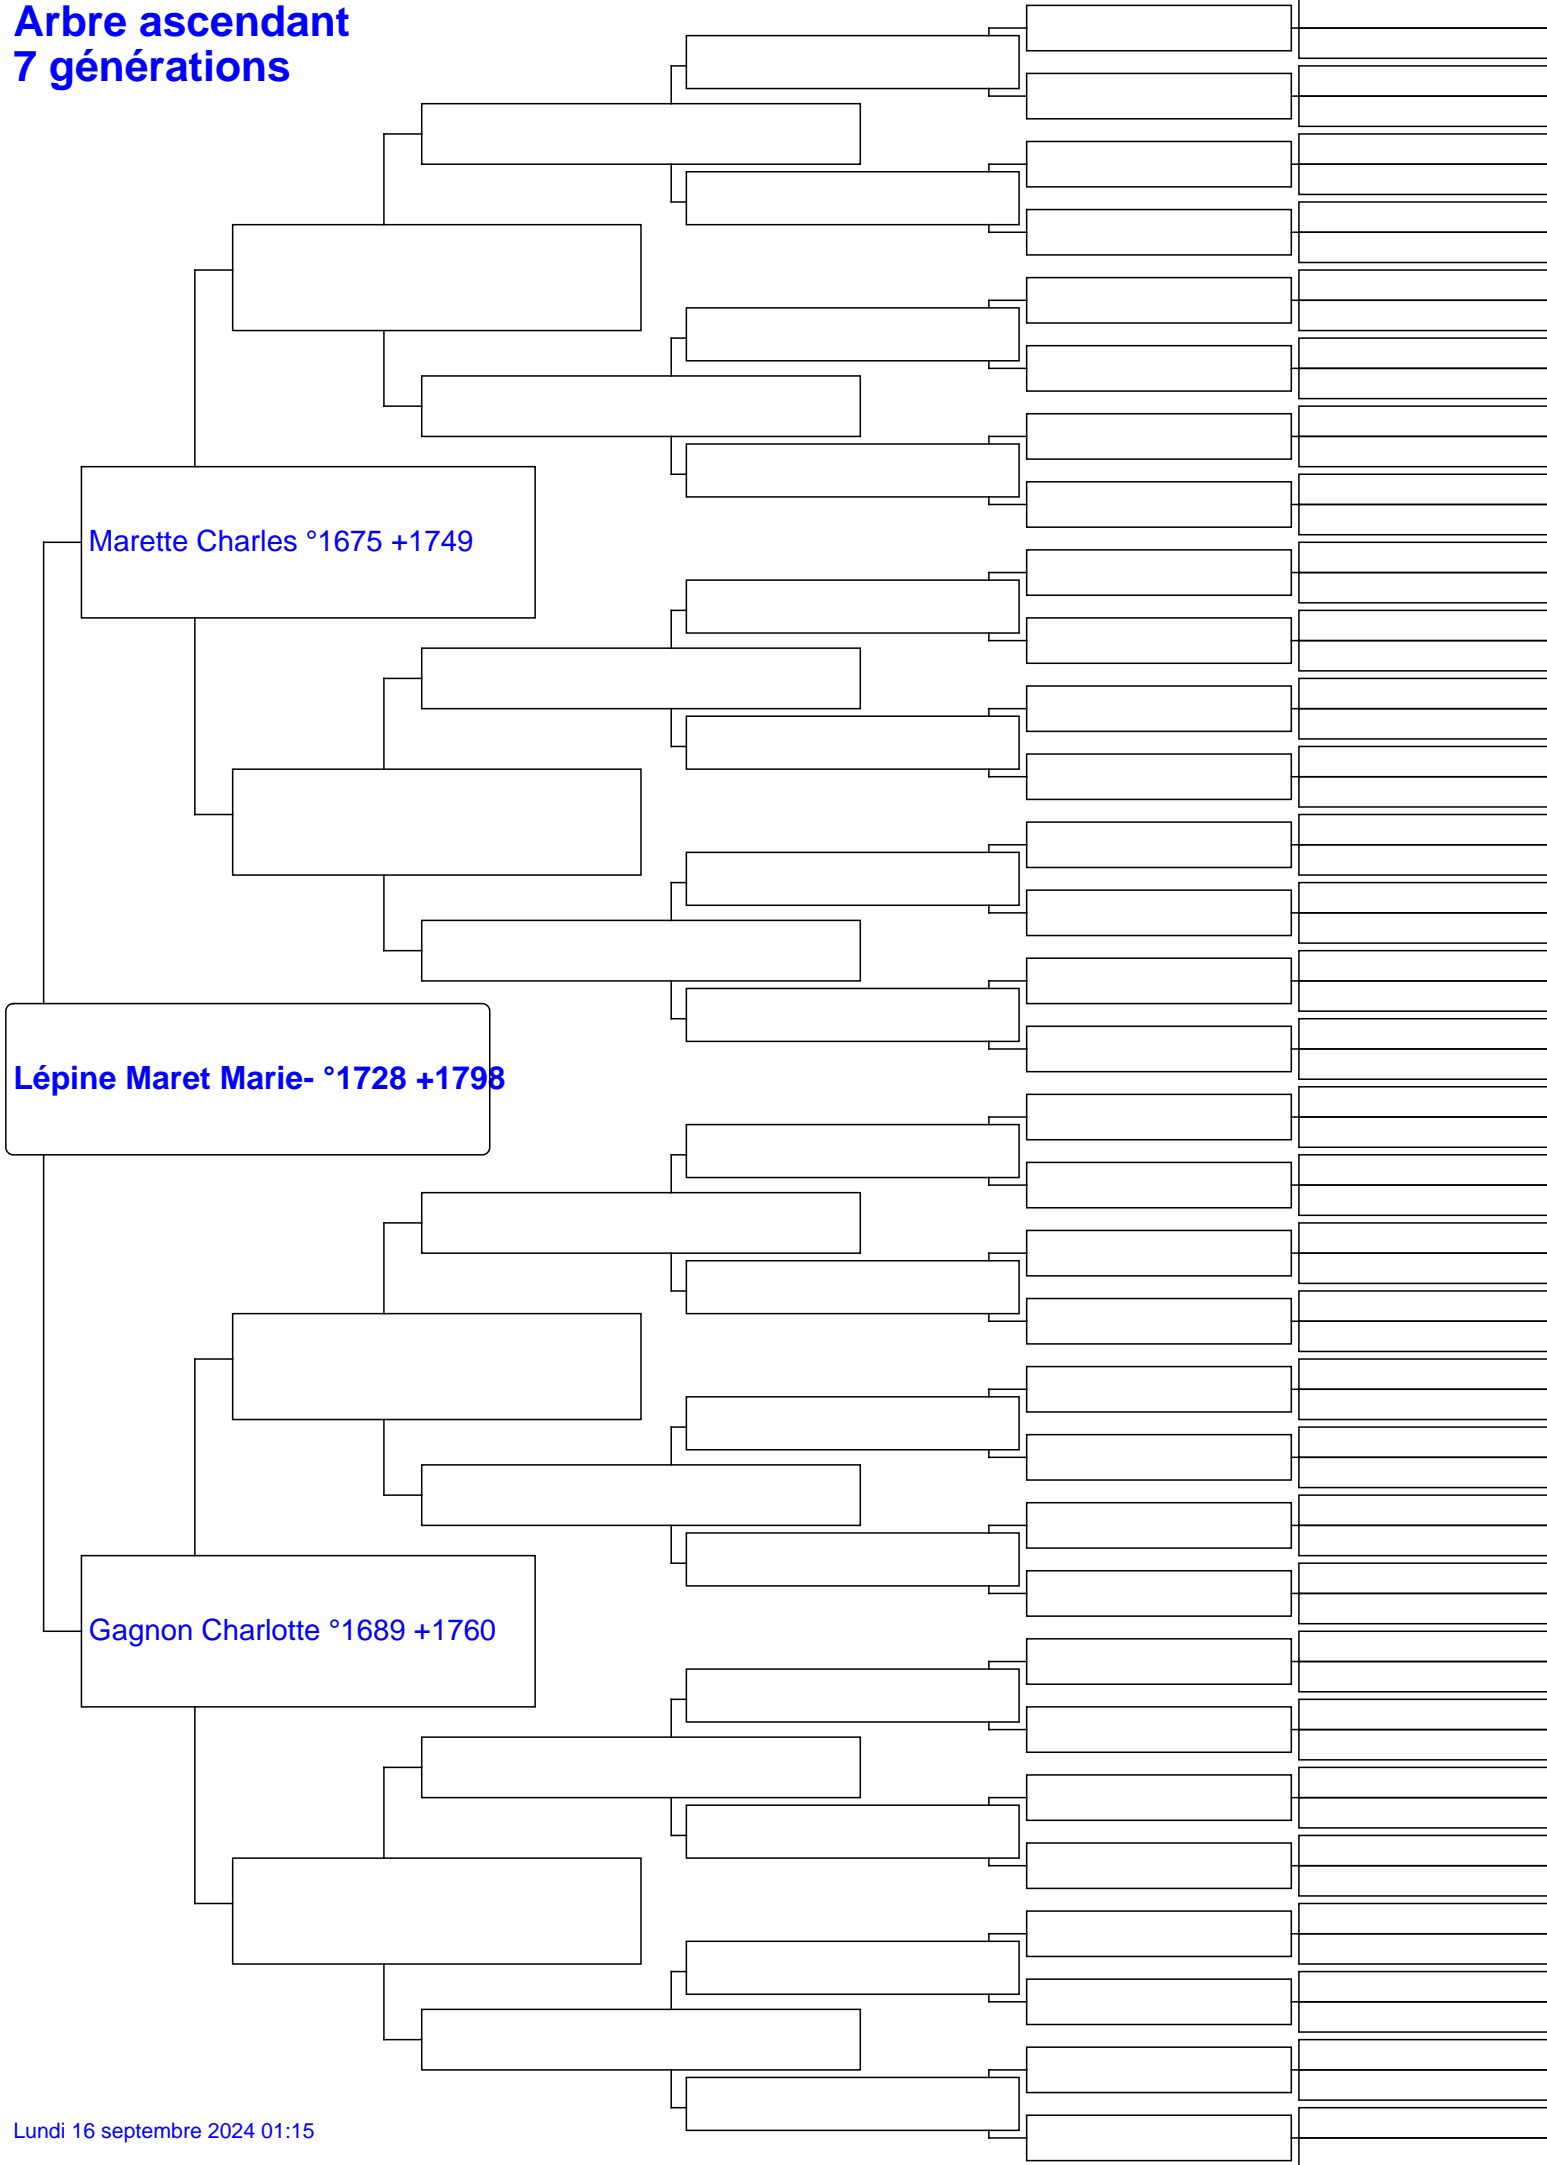 Arbre ascendant
7 générations
Marette Charles °1675 +1749
Lépine Maret Marie- °1728 +1798
Gagnon Charlotte °1689 +1760
Lundi 16 septembre 2024 01:15